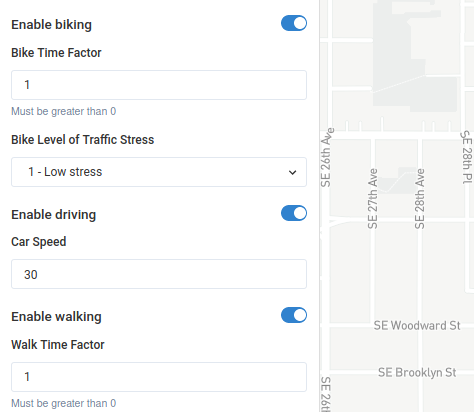 Enable biking
Bike Time Factor
1
Must be greater than 0
Bike Level of Traffic Stress
1 - Low stress
Enable driving
Car Speed
30
Enable walking
Walk Time Factor
1
Must be greater than 0
SE 26th Ave
SE 27th Ave
SE 28th Ave
SE 28th Pl
SE Woodward St
SE Brooklyn St
SE 26th